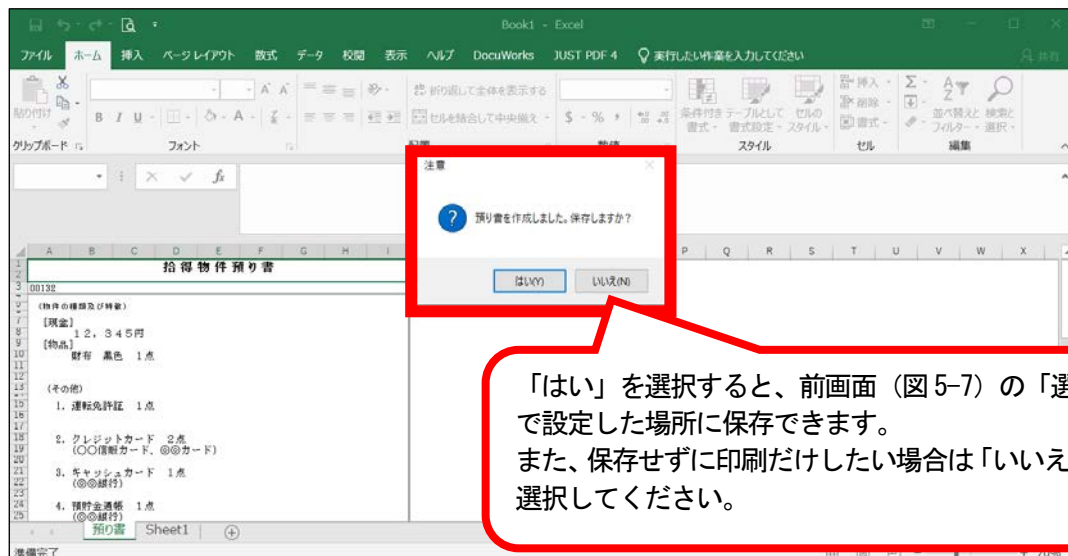 Book1 - Excel
ファイル ホーム 挿入 ページ レイアウト 数式 データ 校閲 表示 ヘルプ DocuWorks JUST PDF 4 実行したい作業を入力してください 共有
貼り付け
B I U
折り返して全体を表示する
セルを結合して中央揃え
$ - % ,
条件付き書式
テーブルとして書式設定
セルのスタイル
挿入
削除
書式
並べ替えと フィルター
検索と 選択
クリップボード フォント 配置 数値 スタイル セル 編集
fx
A B C D E F G H I P Q R S T U V W X
注意
預り書を作成しました。保存しますか?
はい(Y) いいえ(N)
拾得物件預り書
00132
(物件の種類及び特徴)
[現金]
12,345円
[物品]
財布 黒色 1点
(その他)
1. 運転免許証 1点
2. クレジットカード 2点
(〇〇信販カード、◎◎カード)
3. キャッシュカード 1点
(◎◎銀行)
4. 預貯金通帳 1点
(◎◎銀行)
「はい」を選択すると、前画面(図 5-7)の「選
で設定した場所に保存できます。
また、保存せずに印刷だけしたい場合は「いいえ
選択してください。
預り書 Sheet1
準備完了